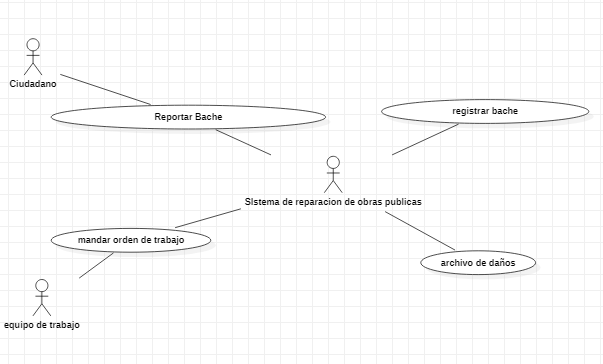 Ciudadano
Reportar Bache
registrar bache
SIstema de reparacion de obras publicas
mandar orden de trabajo
archivo de daños
equipo de trabajo